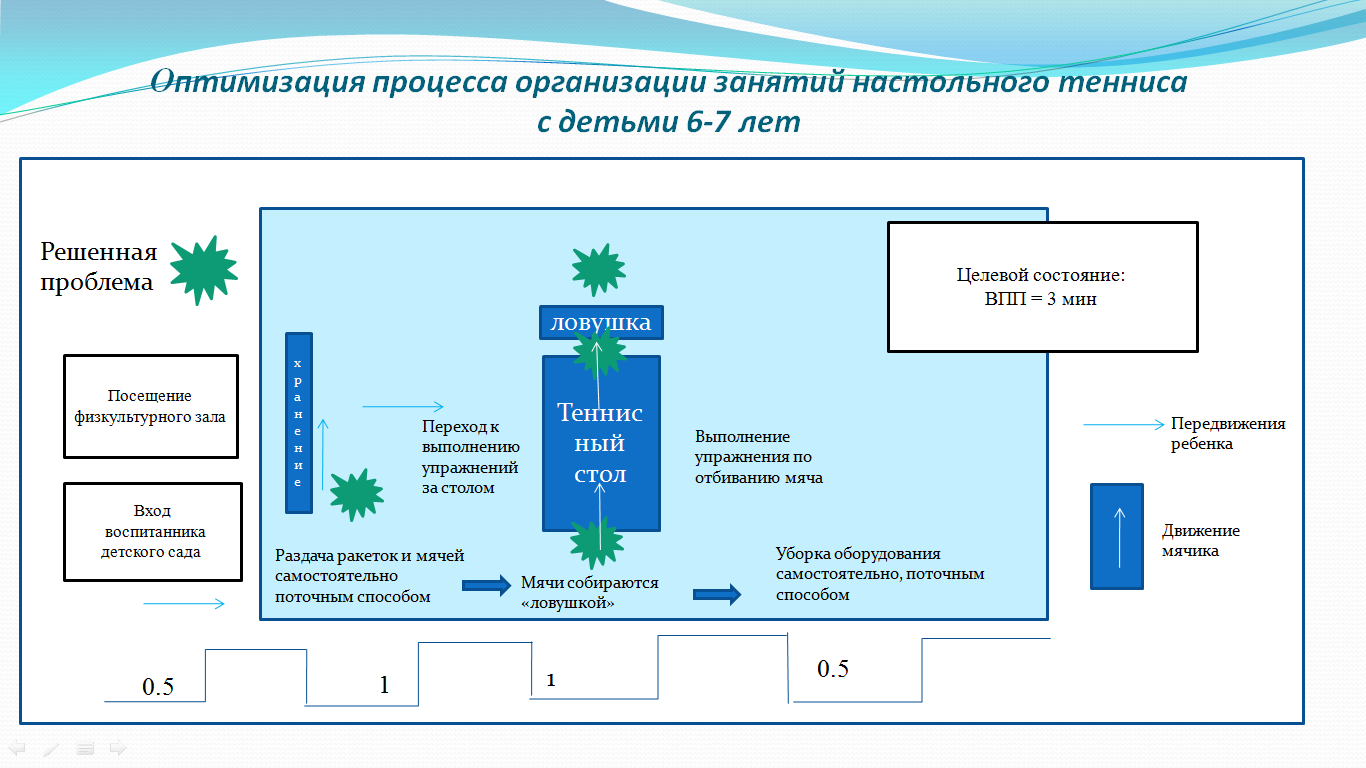 Оптимизация процесса организации занятий настольного тенниса
с детьми 6-7 лет
Решенная
проблема
Целевой состояние:
ВПП = 3 мин
ловушка
хранение
Теннис
ный
стол
Посещение
физкультурного зала
Переход к
выполнению
упражнений
за столом
Выполнение
упражнения по
отбиванию мяча
Передвижения
ребенка
Вход
воспитанника
детского сада
Движение
мячика
Раздача ракеток и мячей
самостоятельно
поточным способом
Мячи собираются
«ловушкой»
Уборка оборудования
самостоятельно, поточным
способом
0.5
1
1
0.5